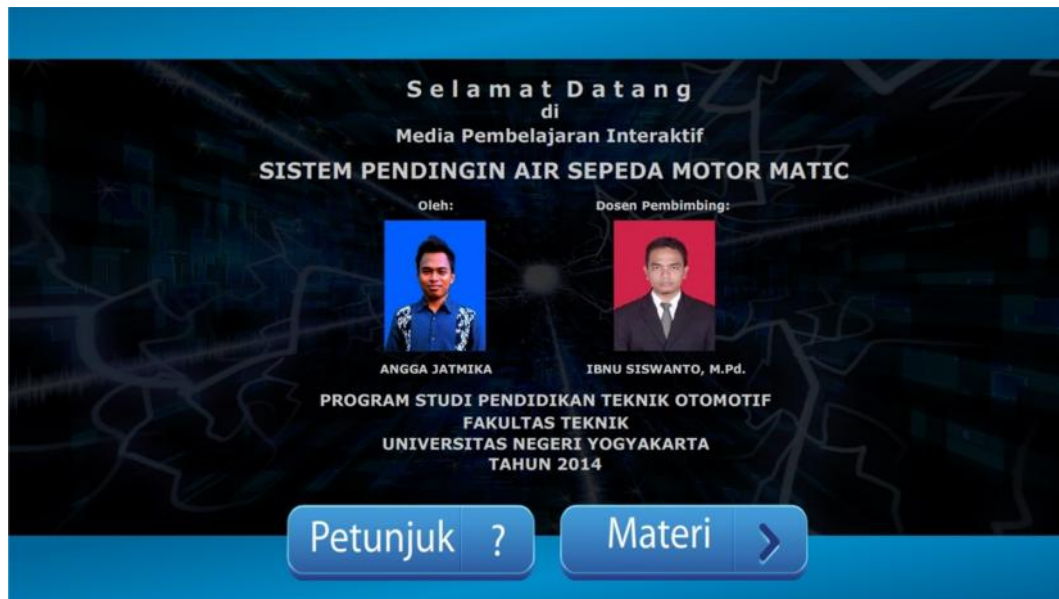 Selamat Datang
di
Media Pembelajaran Interaktif
SISTEM PENDINGIN AIR SEPEDA MOTOR MATIC
Oleh: Dosen Pembimbing:
ANGGA JATMIKA IBNU SISWANTO, M.Pd.
PROGRAM STUDI PENDIDIKAN TEKNIK OTOMOTIF
FAKULTAS TEKNIK
UNIVERSITAS NEGERI YOGYAKARTA
TAHUN 2014
Petunjuk ? Materi >